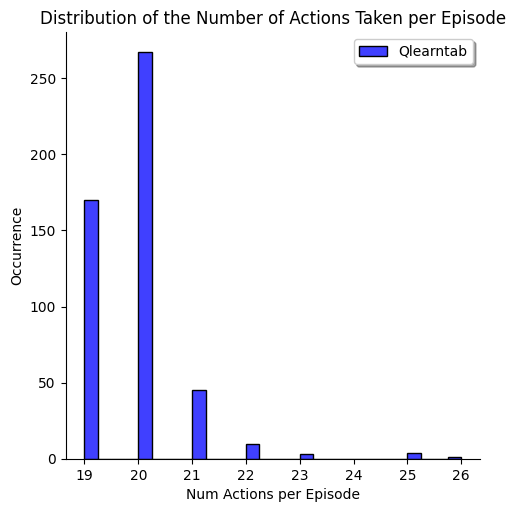 Distribution of the Number of Actions Taken per Episode
Qlearntab
Occurrence
250
200
150
100
50
0
19 20 21 22 23 24 25 26
Num Actions per Episode